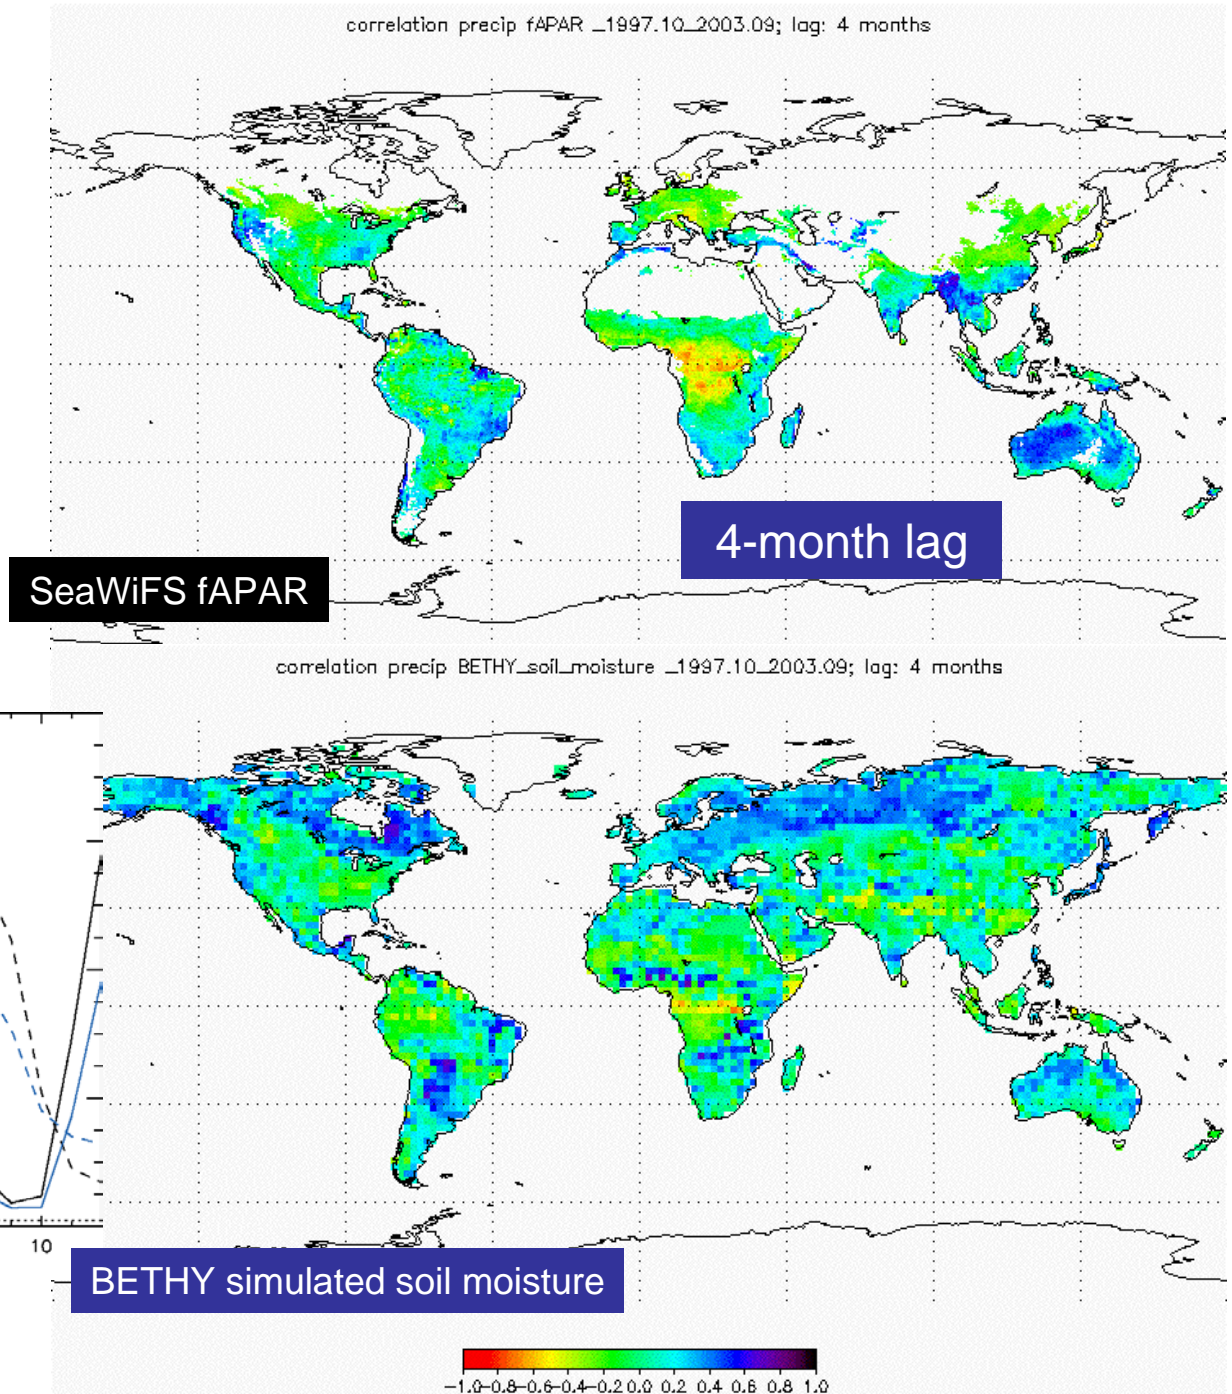 correlation precip fAPAR _1997.10_2003.09; lag: 4 months
4-month lag
SeaWiFS fAPAR
correlation precip BETHY_soil_moisture _1997.10_2003.09; lag: 4 months
10
BETHY simulated soil moisture
-1.0-0.8-0.6-0.4-0.2 0.0 0.2 0.4 0.6 0.8 1.0